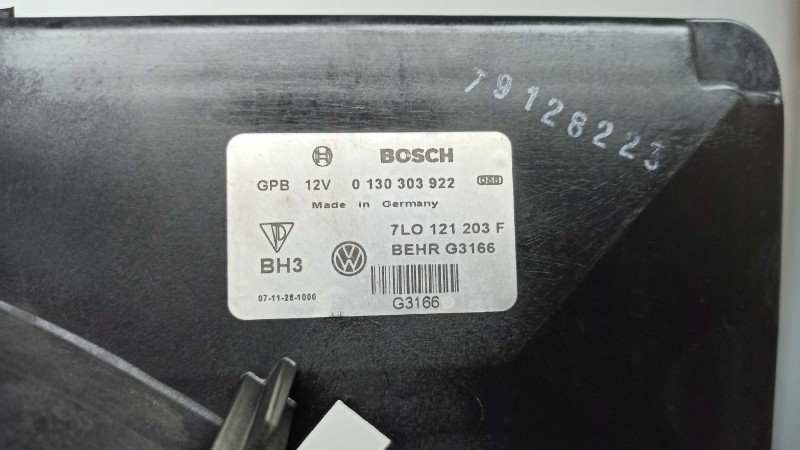 79128223
BOSCH
GPB 12V 0 130 303 922
Made in Germany
7L0 121 203 F
BEHR G3166
BH3
07-11-28-1000
G3166